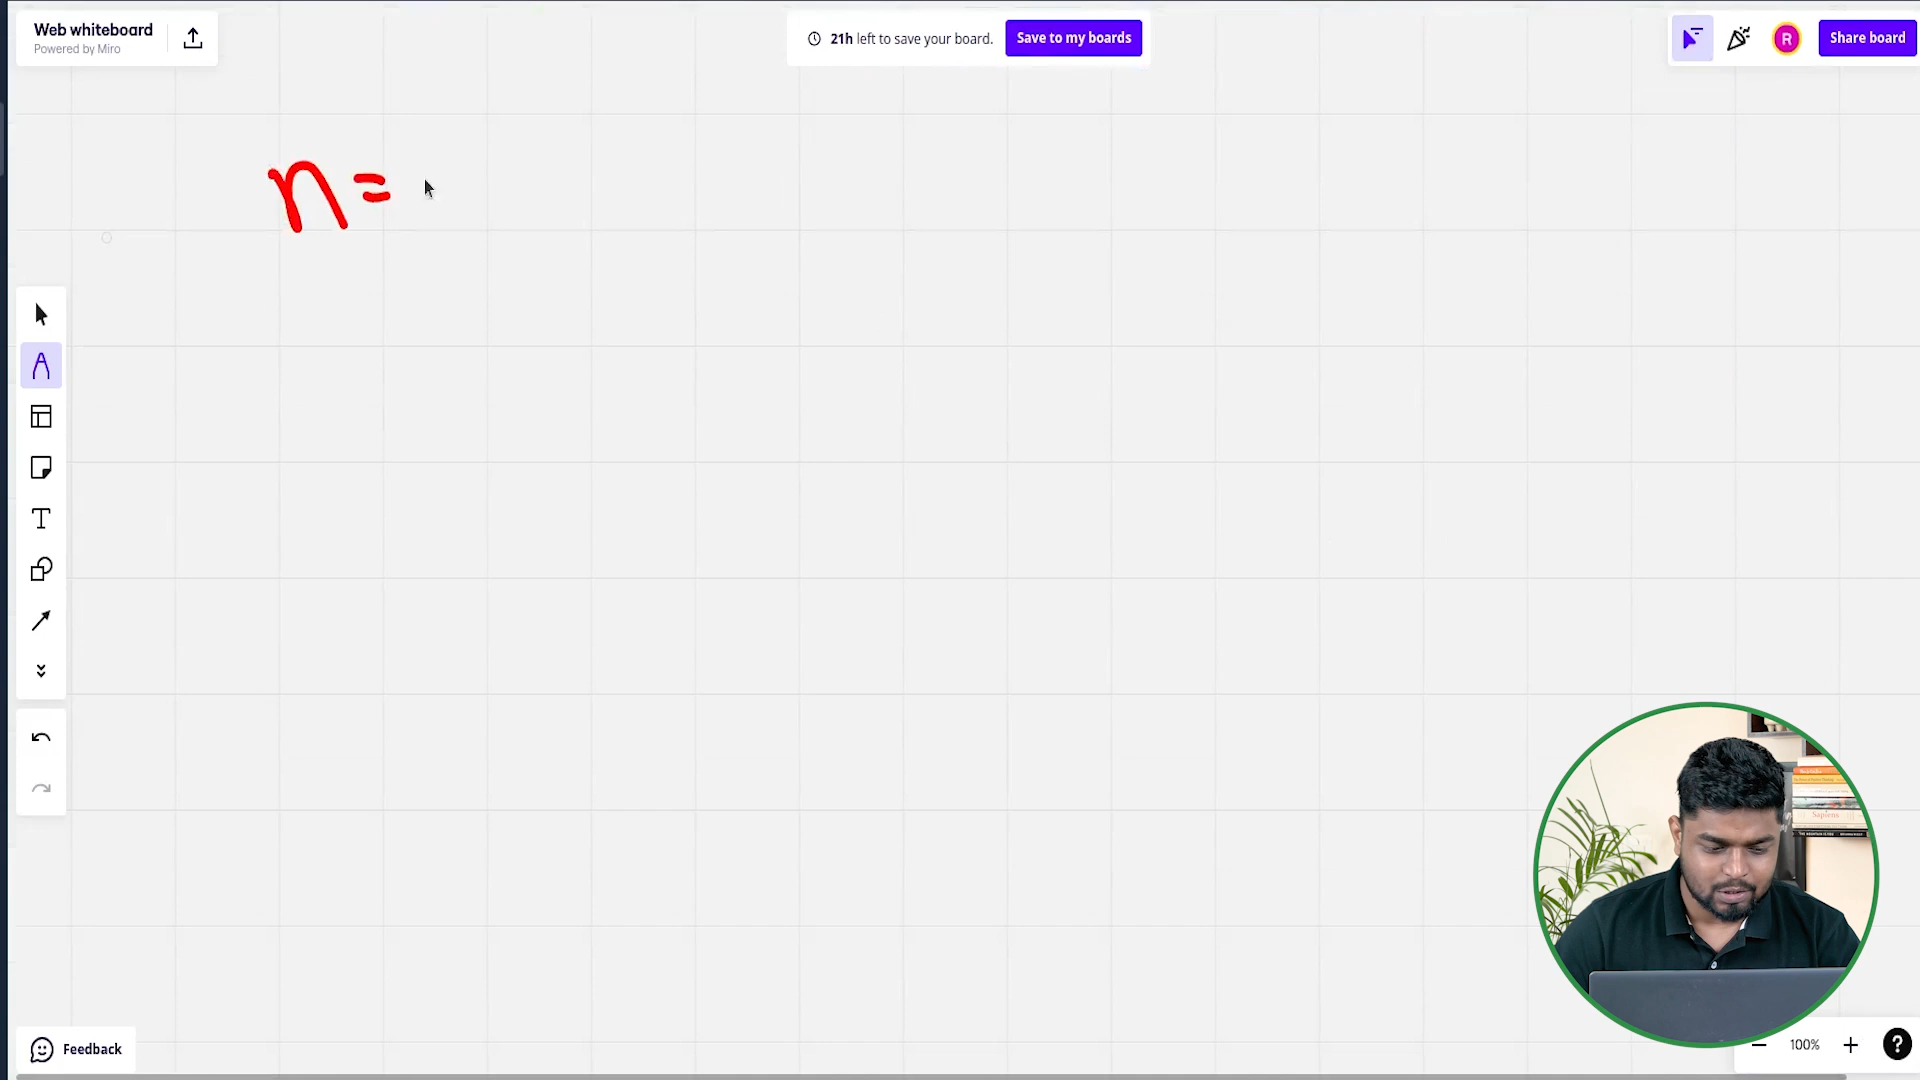 Web whiteboard
Powered by Miro
21h left to save your board.
Save to my boards
R
Share board
n =
T
Sapiens
Feedback
100%
?